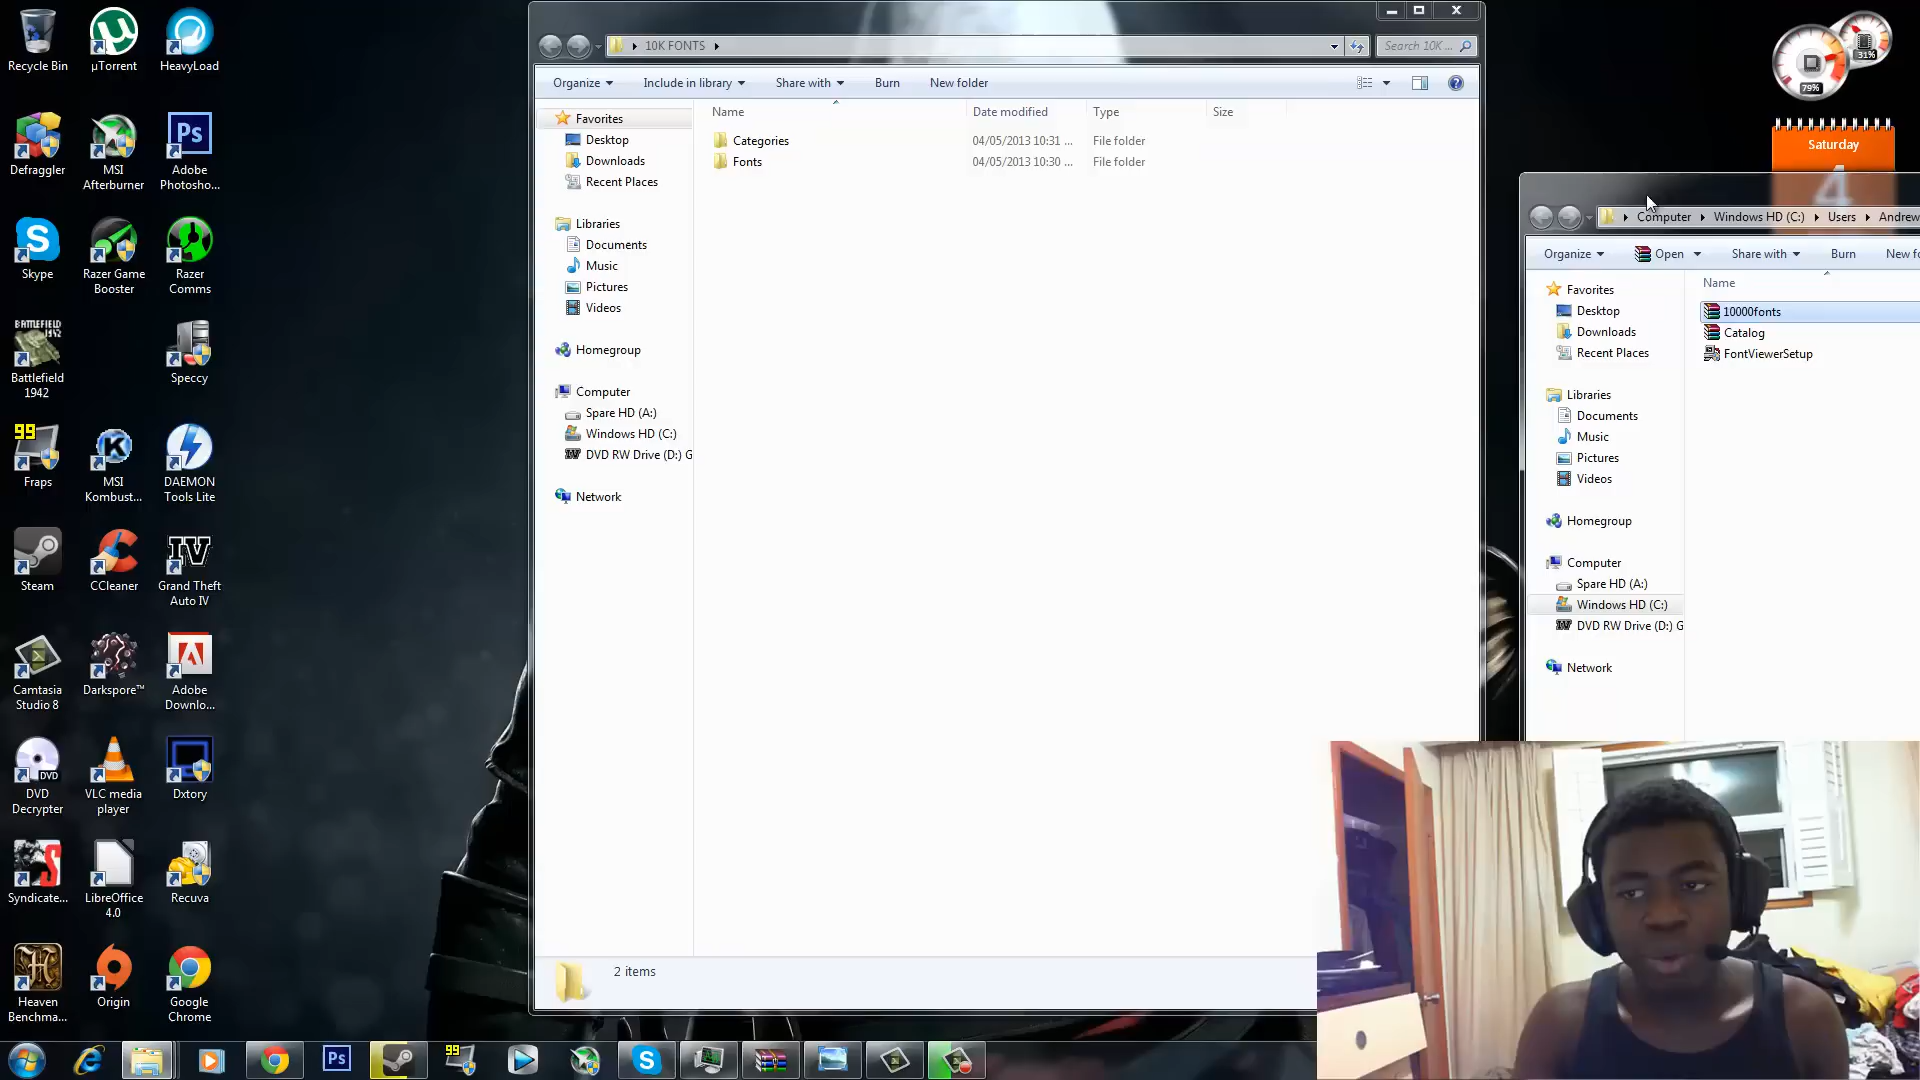 Recycle Bin
µTorrent
HeavyLoad
Defraggler
MSI
Afterburner
Ps
Adobe
Photosho...
Skype
Razer Game
Booster
Razer
Comms
BATTLEFIELD
1942
Battlefield
1942
Speccy
99
Fraps
MSI
Kombust...
DAEMON
Tools Lite
Steam
CCleaner
IV
Grand Theft
Auto IV
Camtasia
Studio 8
Darkspore™
Adobe
Downlo...
DVD
DVD
Decrypter
VLC media
player
Dxtory
Syndicate...
LibreOffice
4.0
Recuva
Heaven
Benchma...
Origin
Google
Chrome
10K FONTS
Search 10K ...
Organize
Include in library
Share with
Burn
New folder
Name
Date modified
Type
Size
Categories
04/05/2013 10:31 ...
File folder
Fonts
04/05/2013 10:30 ...
File folder
Favorites
Desktop
Downloads
Recent Places
Libraries
Documents
Music
Pictures
Videos
Homegroup
Computer
Spare HD (A:)
Windows HD (C:)
DVD RW Drive (D:) G
Network
2 items
31%
79%
Saturday
4
Computer
Windows HD (C:)
Users
Andrew
Organize
Open
Share with
Burn
New fo
Name
10000fonts
Catalog
FontViewerSetup
Favorites
Desktop
Downloads
Recent Places
Libraries
Documents
Music
Pictures
Videos
Homegroup
Computer
Spare HD (A:)
Windows HD (C:)
DVD RW Drive (D:) G
Network
Ps
99